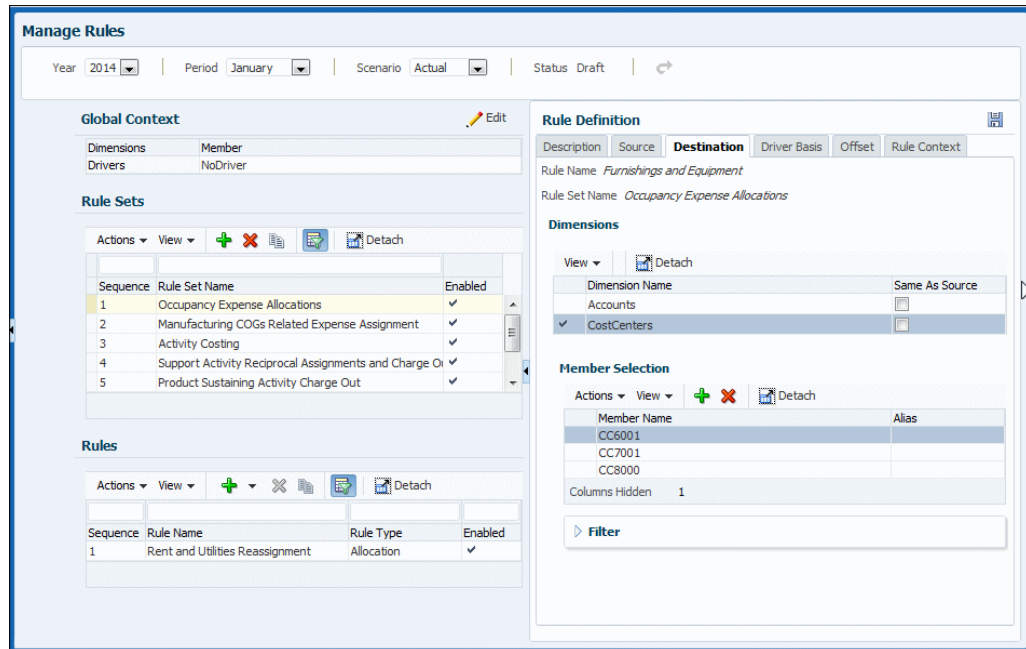 Manage Rules
Year 2014 Period January Scenario Actual Status Draft
Global Context Edit
Dimensions Member
Drivers NoDriver
Rule Sets
Actions View Detach
Sequence Rule Set Name Enabled
1 Occupancy Expense Allocations
2 Manufacturing COGs Related Expense Assignment
3 Activity Costing
4 Support Activity Reciprocal Assignments and Charge
5 Product Sustaining Activity Charge Out
Rules
Actions View Detach
Sequence Rule Name Rule Type Enabled
1 Rent and Utilities Reassignment Allocation
Rule Definition
Description Source Destination Driver Basis Offset Rule Context
Rule Name Furnishings and Equipment
Rule Set Name Occupancy Expense Allocations
Dimensions
View Detach
Dimension Name Same As Source
Accounts
CostCenters
Member Selection
Actions View Detach
Member Name Alias
CC6001
CC7001
CC8000
Columns Hidden 1
Filter